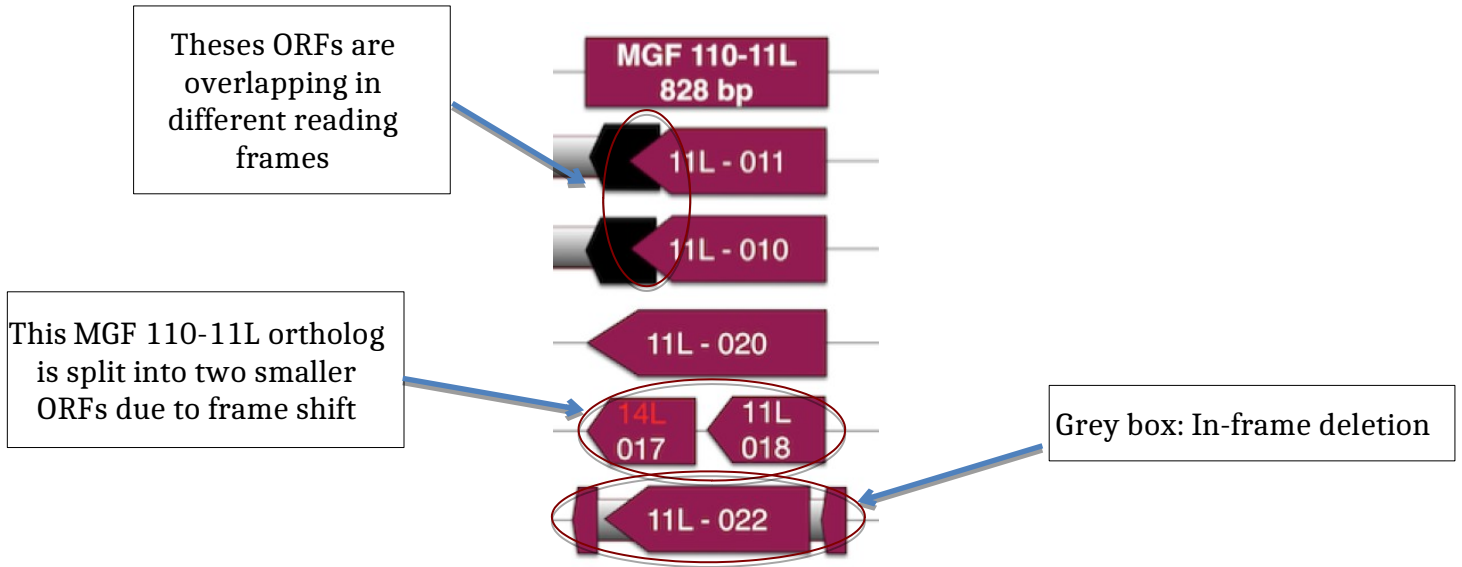 Theses ORFs are
overlapping in
different reading
frames
MGF 110-11L
828 bp
11L - 011
11L - 010
This MGF 110-11L ortholog
is split into two smaller
ORFs due to frame shift
11L - 020
14L
017
11L
018
Grey box: In-frame deletion
11L - 022